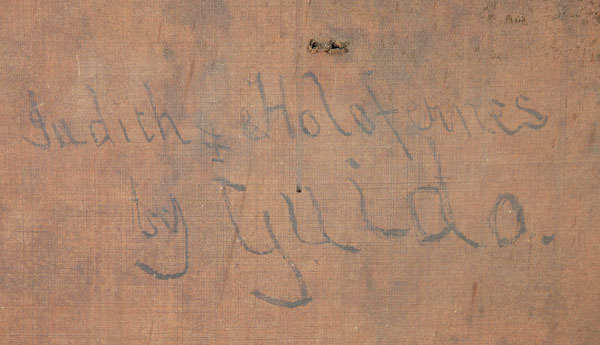 Judith & Holofernes
by Guido.